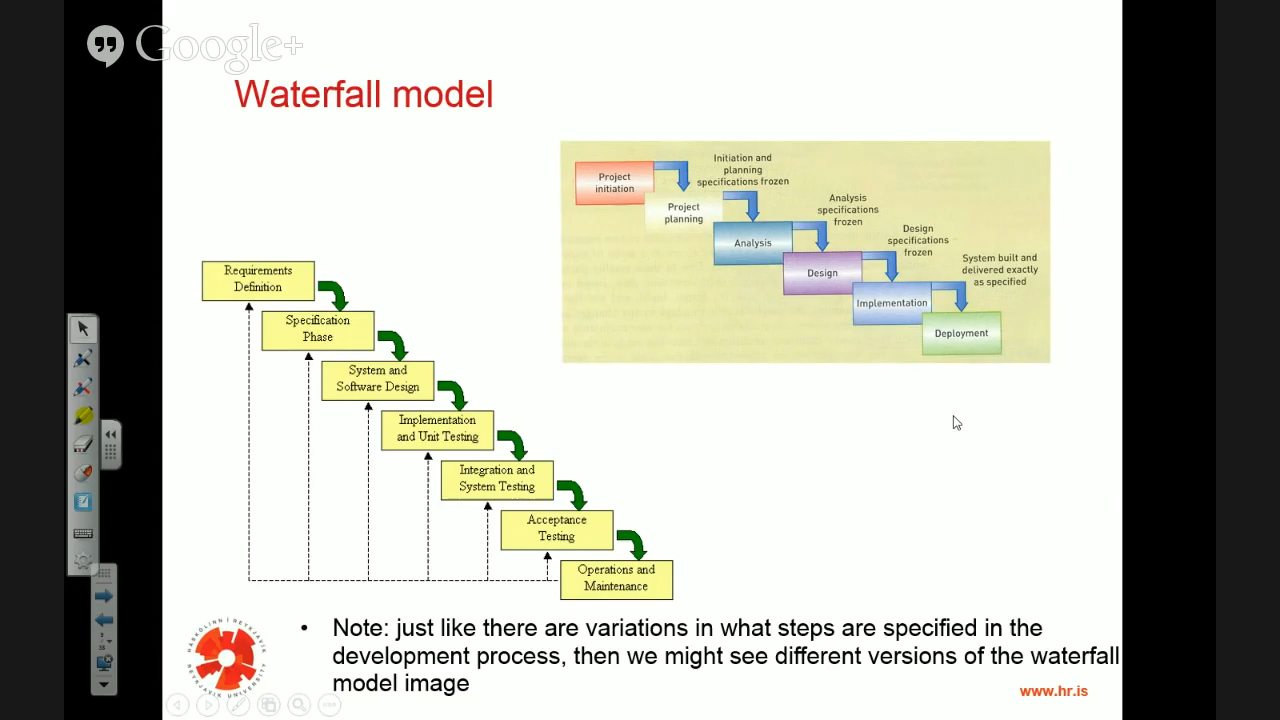 Google+
Waterfall model
Project
initiation
Initiation and
planning
specifications frozen
Project
planning
Analysis
specifications
frozen
Analysis
Design
specifications
frozen
Design
System built and
delivered exactly
as specified
Implementation
Deployment
Requirements
Definition
Specification
Phase
System and
Software Design
Implementation
and Unit Testing
Integration and
System Testing
Acceptance
Testing
Operations and
Maintenance
• Note: just like there are variations in what steps are specified in the
development process, then we might see different versions of the waterfall
model image
HÁSKÓLINN Í REYKJAVÍK
REYKJAVIK UNIVERSITY
www.hr.is